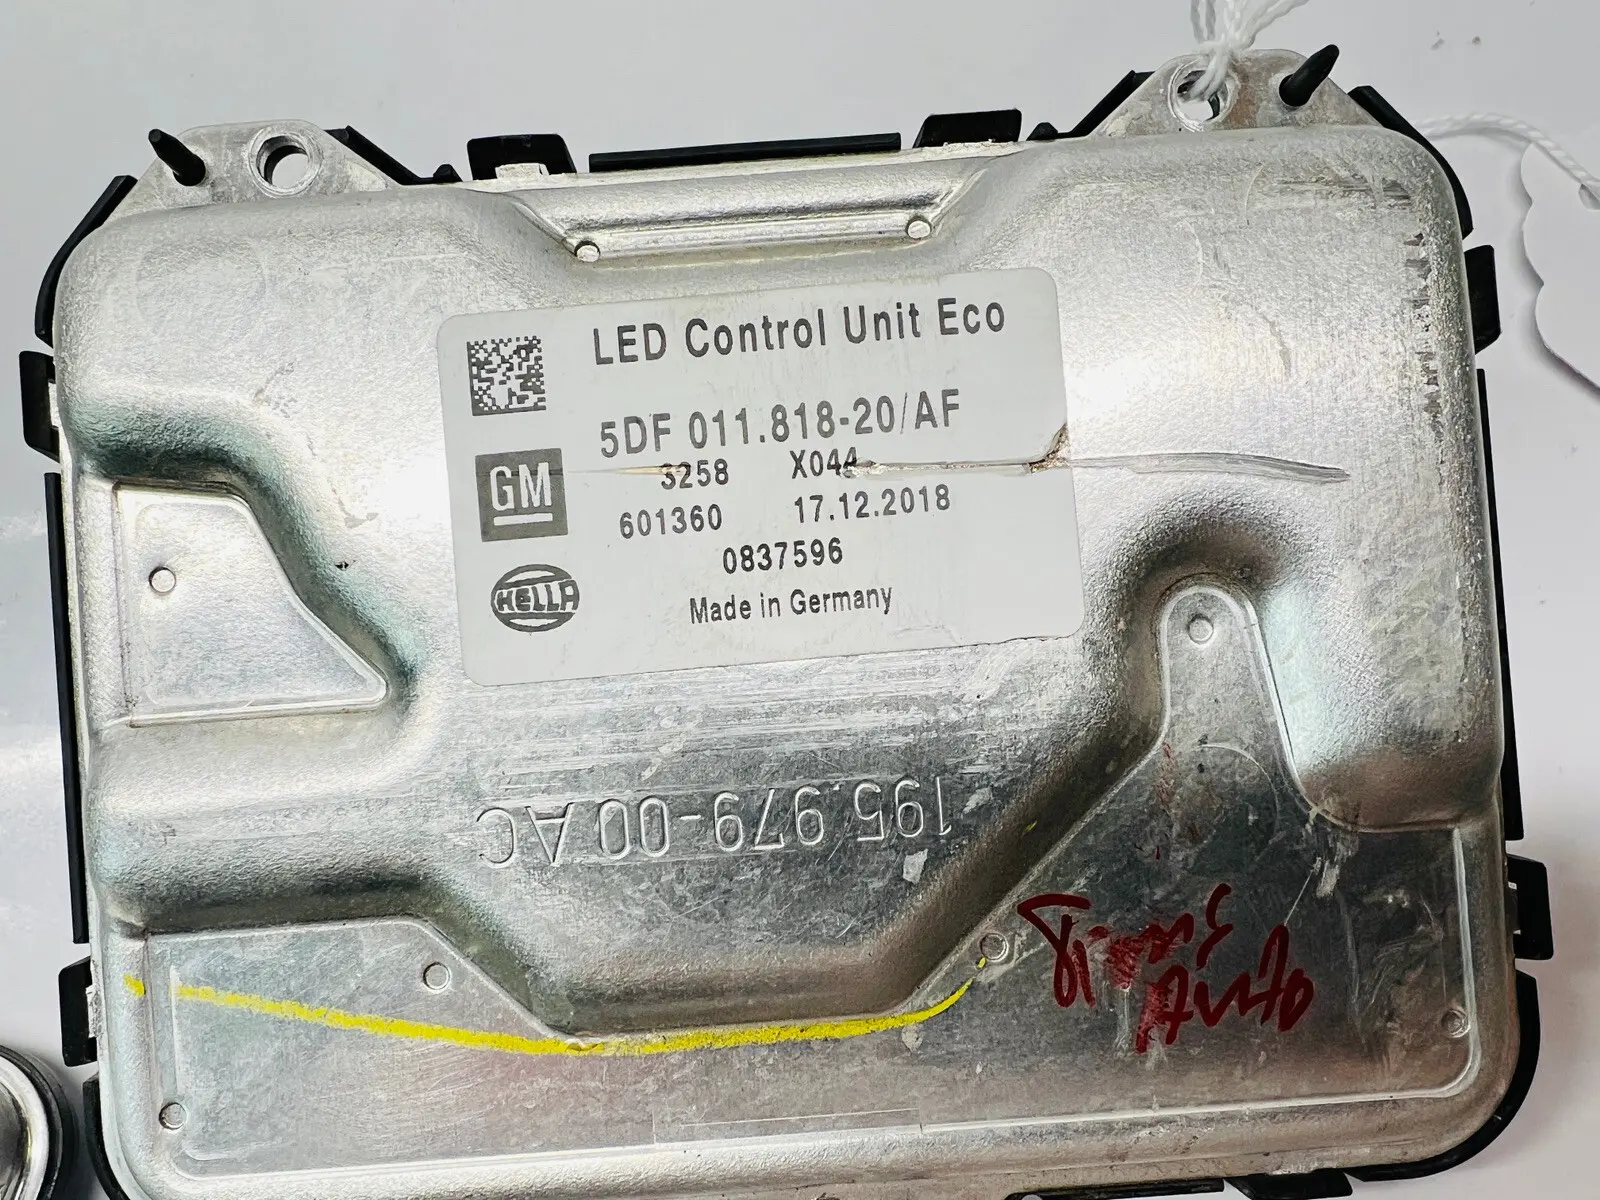 LED Control Unit Eco
5DF 011.818-20/AF
GM
3258 X044
601360 17.12.2018
0837596
HELLA
Made in Germany
195.979-00 AC
Auto